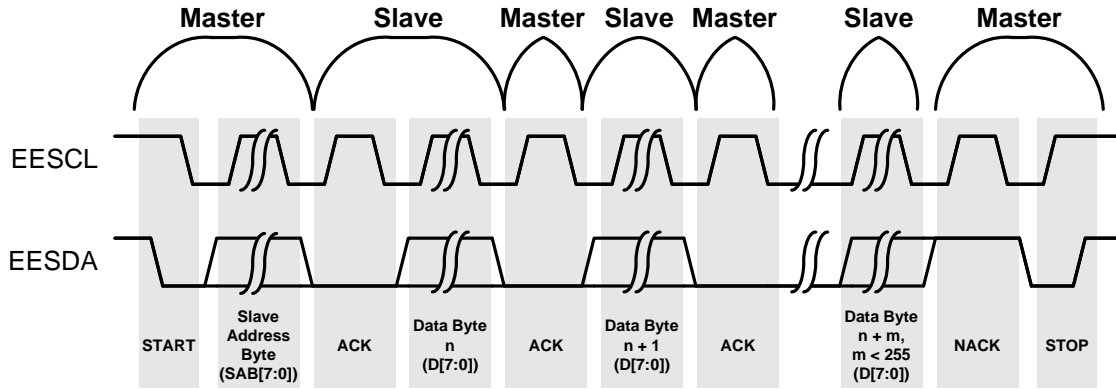 Master Slave Master Slave Master Slave Master
EESCL
EESDA
START
Slave
Address
Byte
(SAB[7:0])
ACK
Data Byte
n
(D[7:0])
ACK
Data Byte
n + 1
(D[7:0])
ACK
Data Byte
n + m,
m < 255
(D[7:0])
NACK
STOP